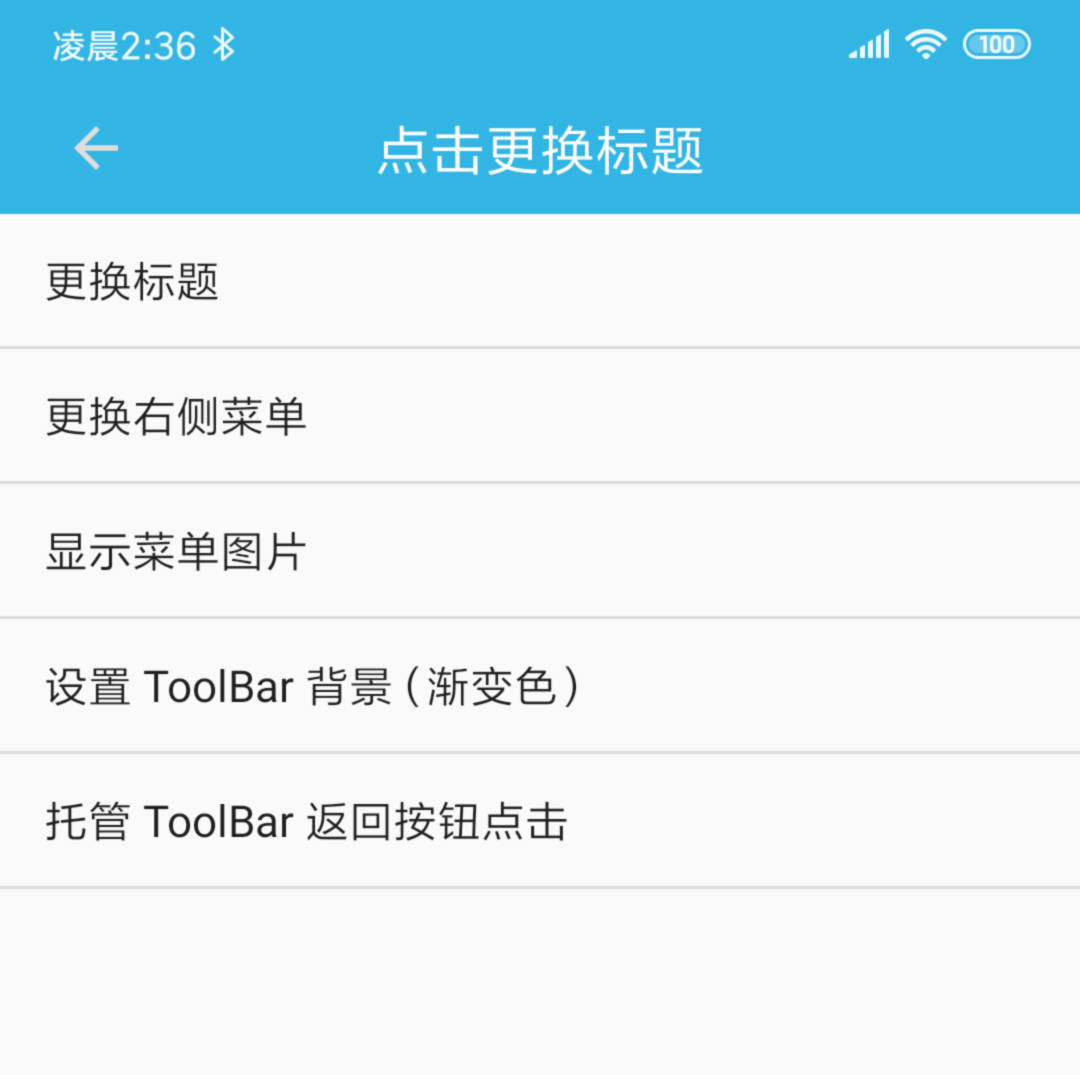 凌晨2:36
100
点击更换标题
更换标题
更换右侧菜单
显示菜单图片
设置 ToolBar 背景（渐变色）
托管 ToolBar 返回按钮点击